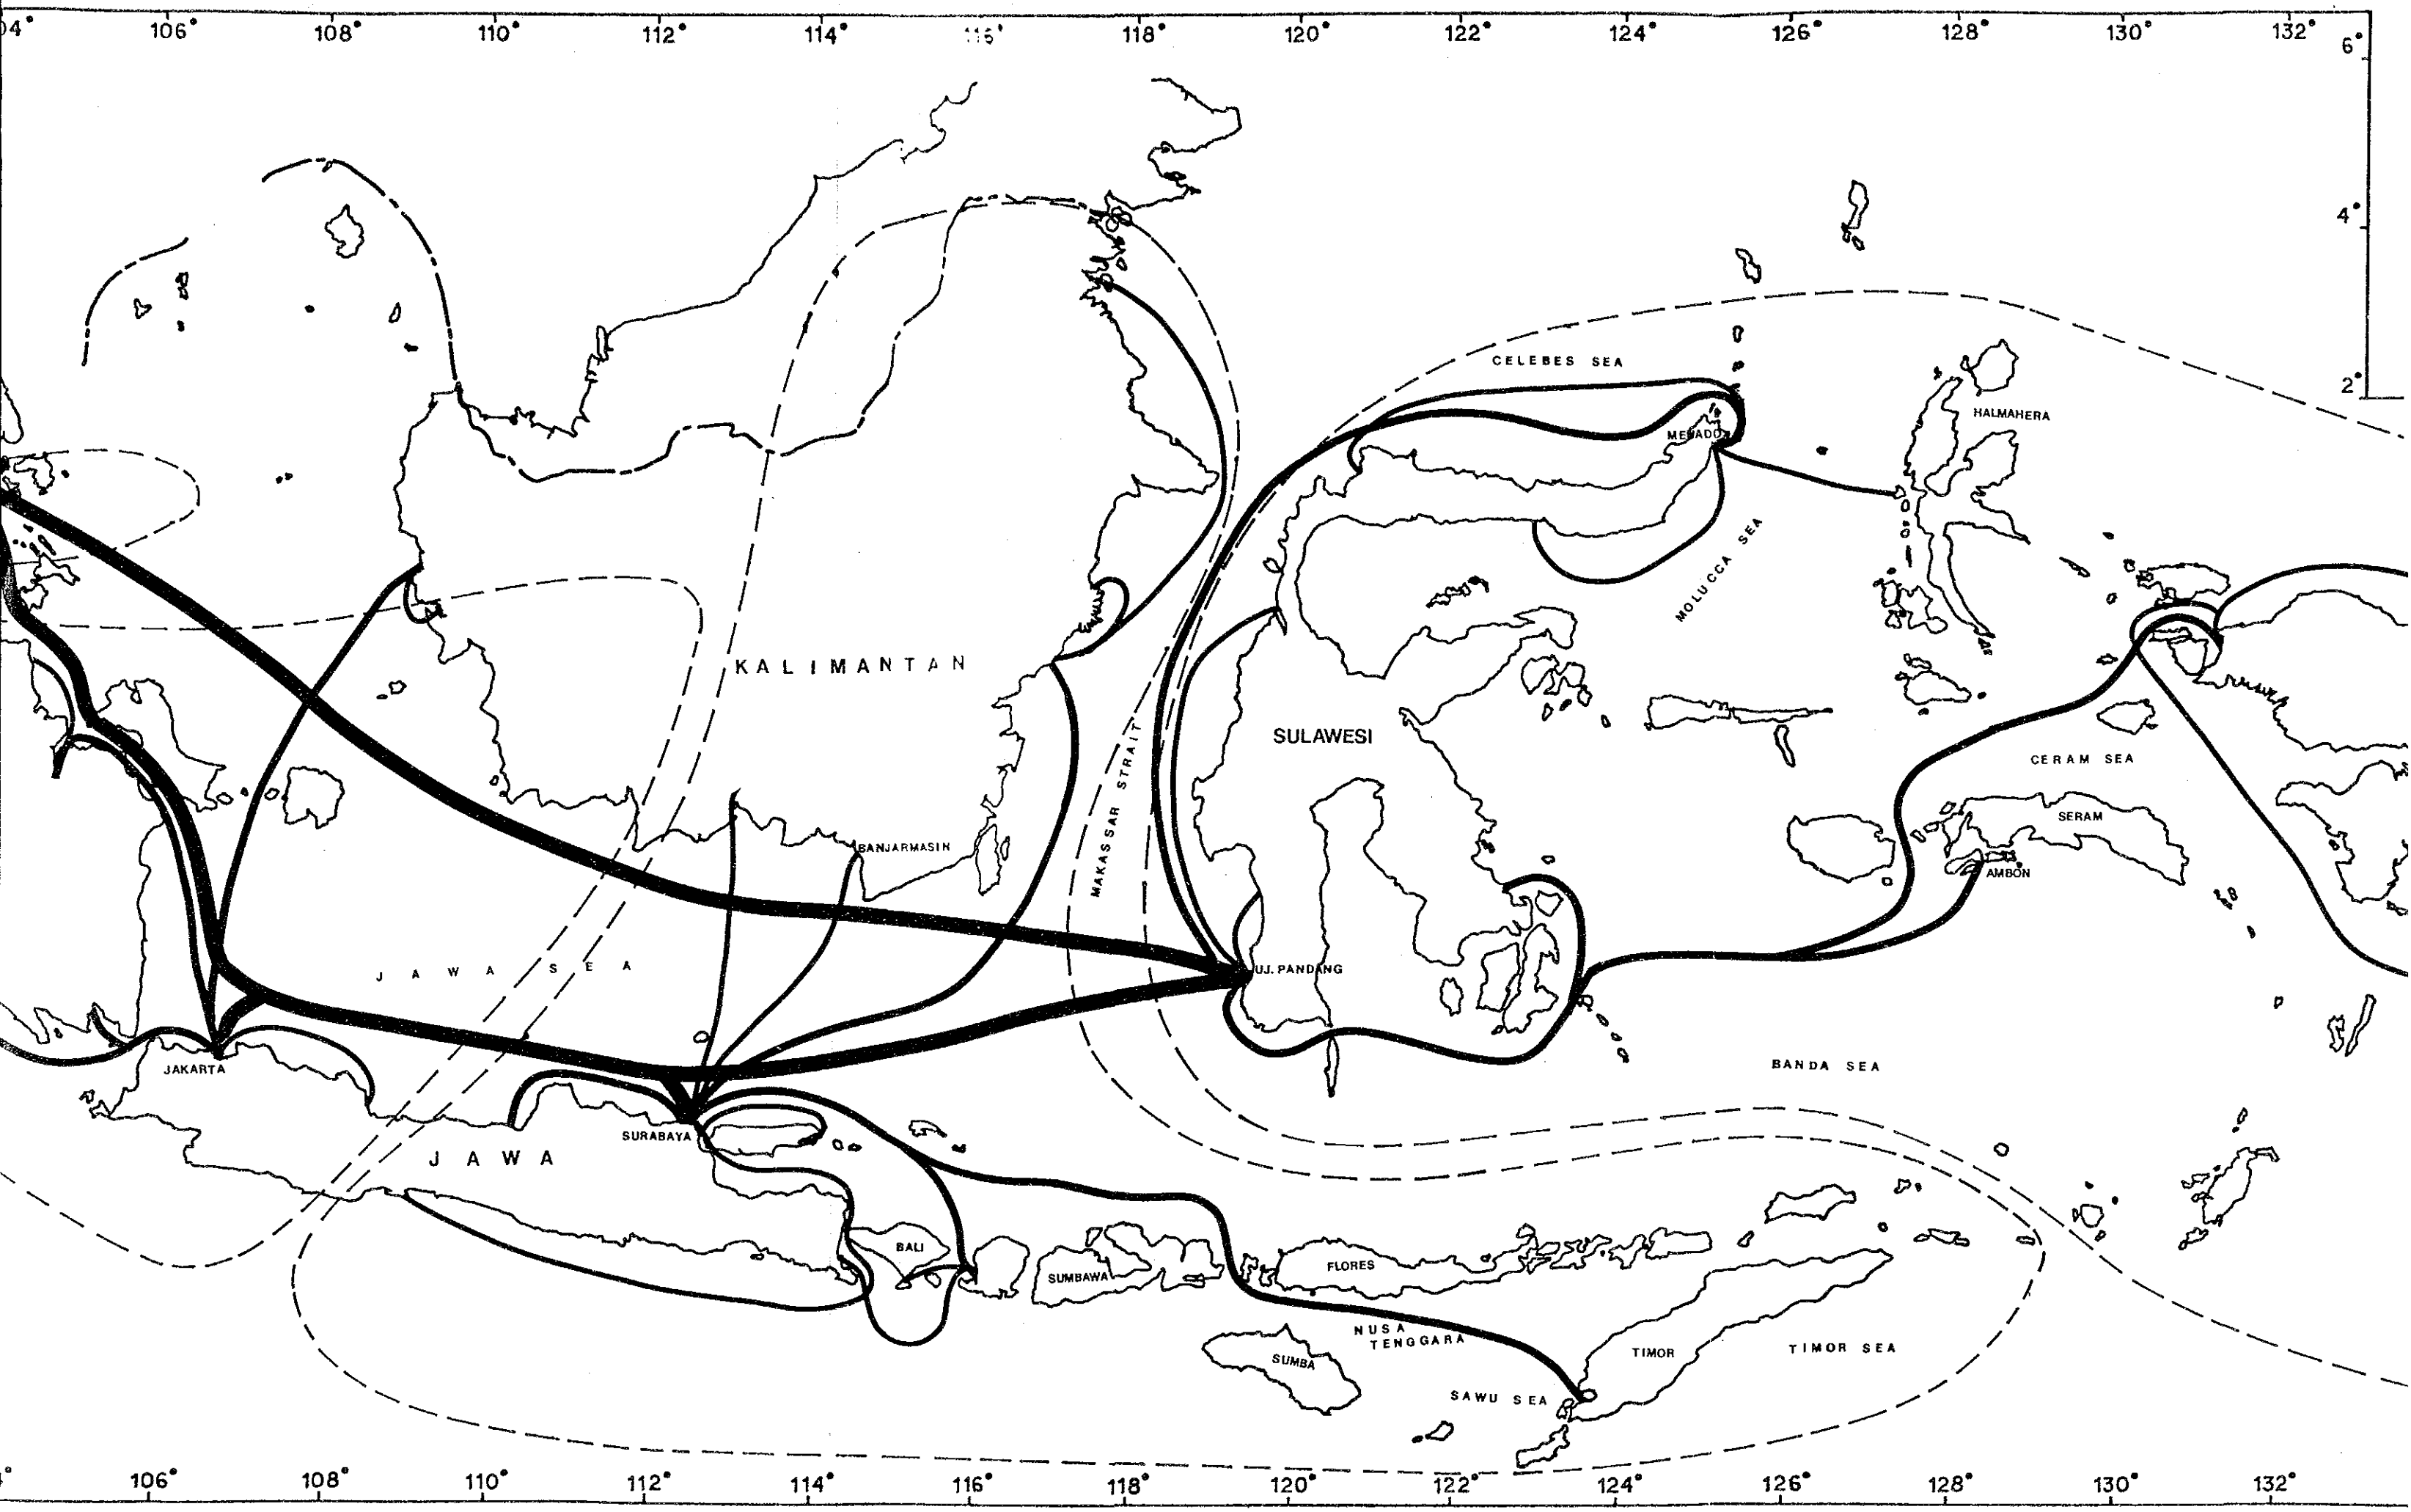 04° 106° 108° 110° 112° 114° 116° 118° 120° 122° 124° 126° 128° 130° 132°
6°
4°
2°
CELEBES SEA
HALMAHERA
MENADO
MOLUCCA SEA
KALIMANTAN
SULAWESI
MAKASSAR STRAIT
CERAM SEA
SERAM
BANJARMASIN
AMBON
JAWA SEA
UJ. PANDANG
JAKARTA
BANDA SEA
SURABAYA
JAWA
BALI
SUMBAWA
FLORES
NUSA
TENGGARA
SUMBA
TIMOR
TIMOR SEA
SAWU SEA
106° 108° 110° 112° 114° 116° 118° 120° 122° 124° 126° 128° 130° 132°